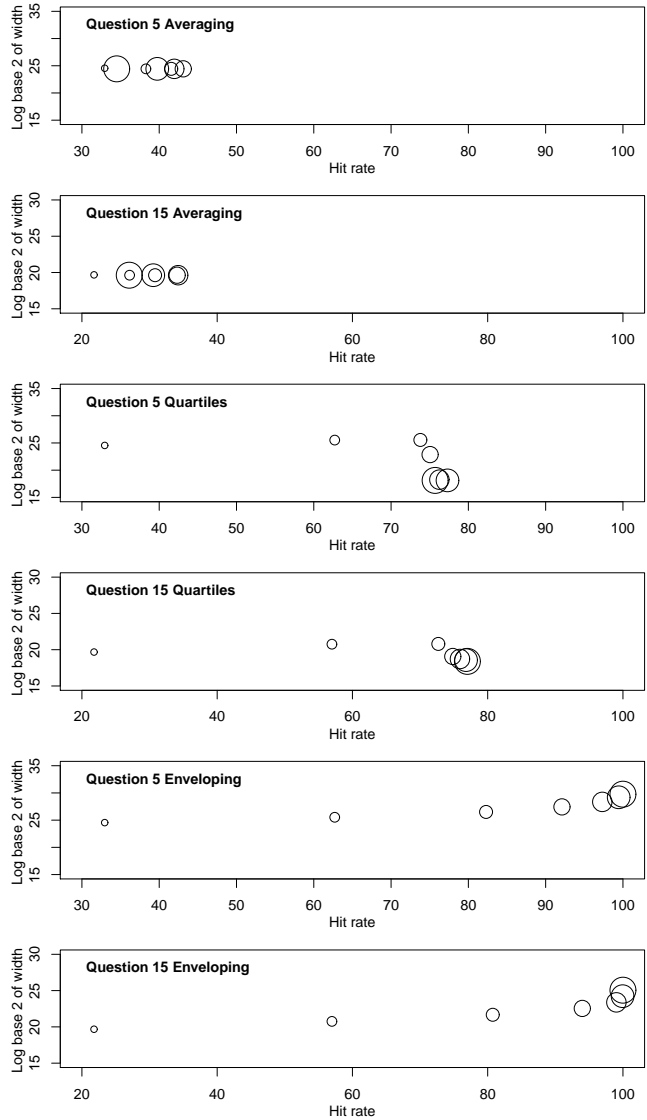 Question 5 Averaging
Log base 2 of width
15 25 35
30 40 50 60 70 80 90 100
Hit rate
Question 15 Averaging
Log base 2 of width
15 20 25 30
20 40 60 80 100
Hit rate
Question 5 Quartiles
Log base 2 of width
15 25 35
30 40 50 60 70 80 90 100
Hit rate
Question 15 Quartiles
Log base 2 of width
15 20 25 30
20 40 60 80 100
Hit rate
Question 5 Enveloping
Log base 2 of width
15 25 35
30 40 50 60 70 80 90 100
Hit rate
Question 15 Enveloping
Log base 2 of width
15 20 25 30
20 40 60 80 100
Hit rate